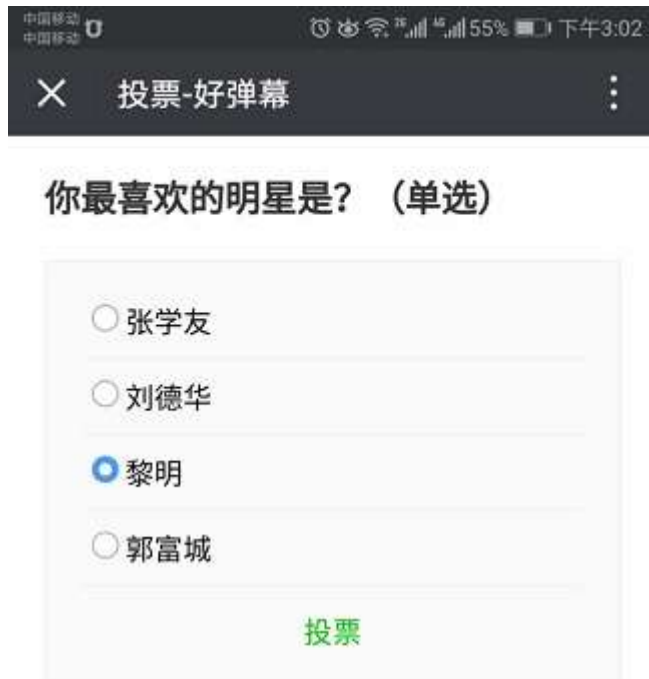 中国移动
中国移动
55% 下午3:02
投票-好弹幕
你最喜欢的明星是？（单选）
张学友
刘德华
黎明
郭富城
投票